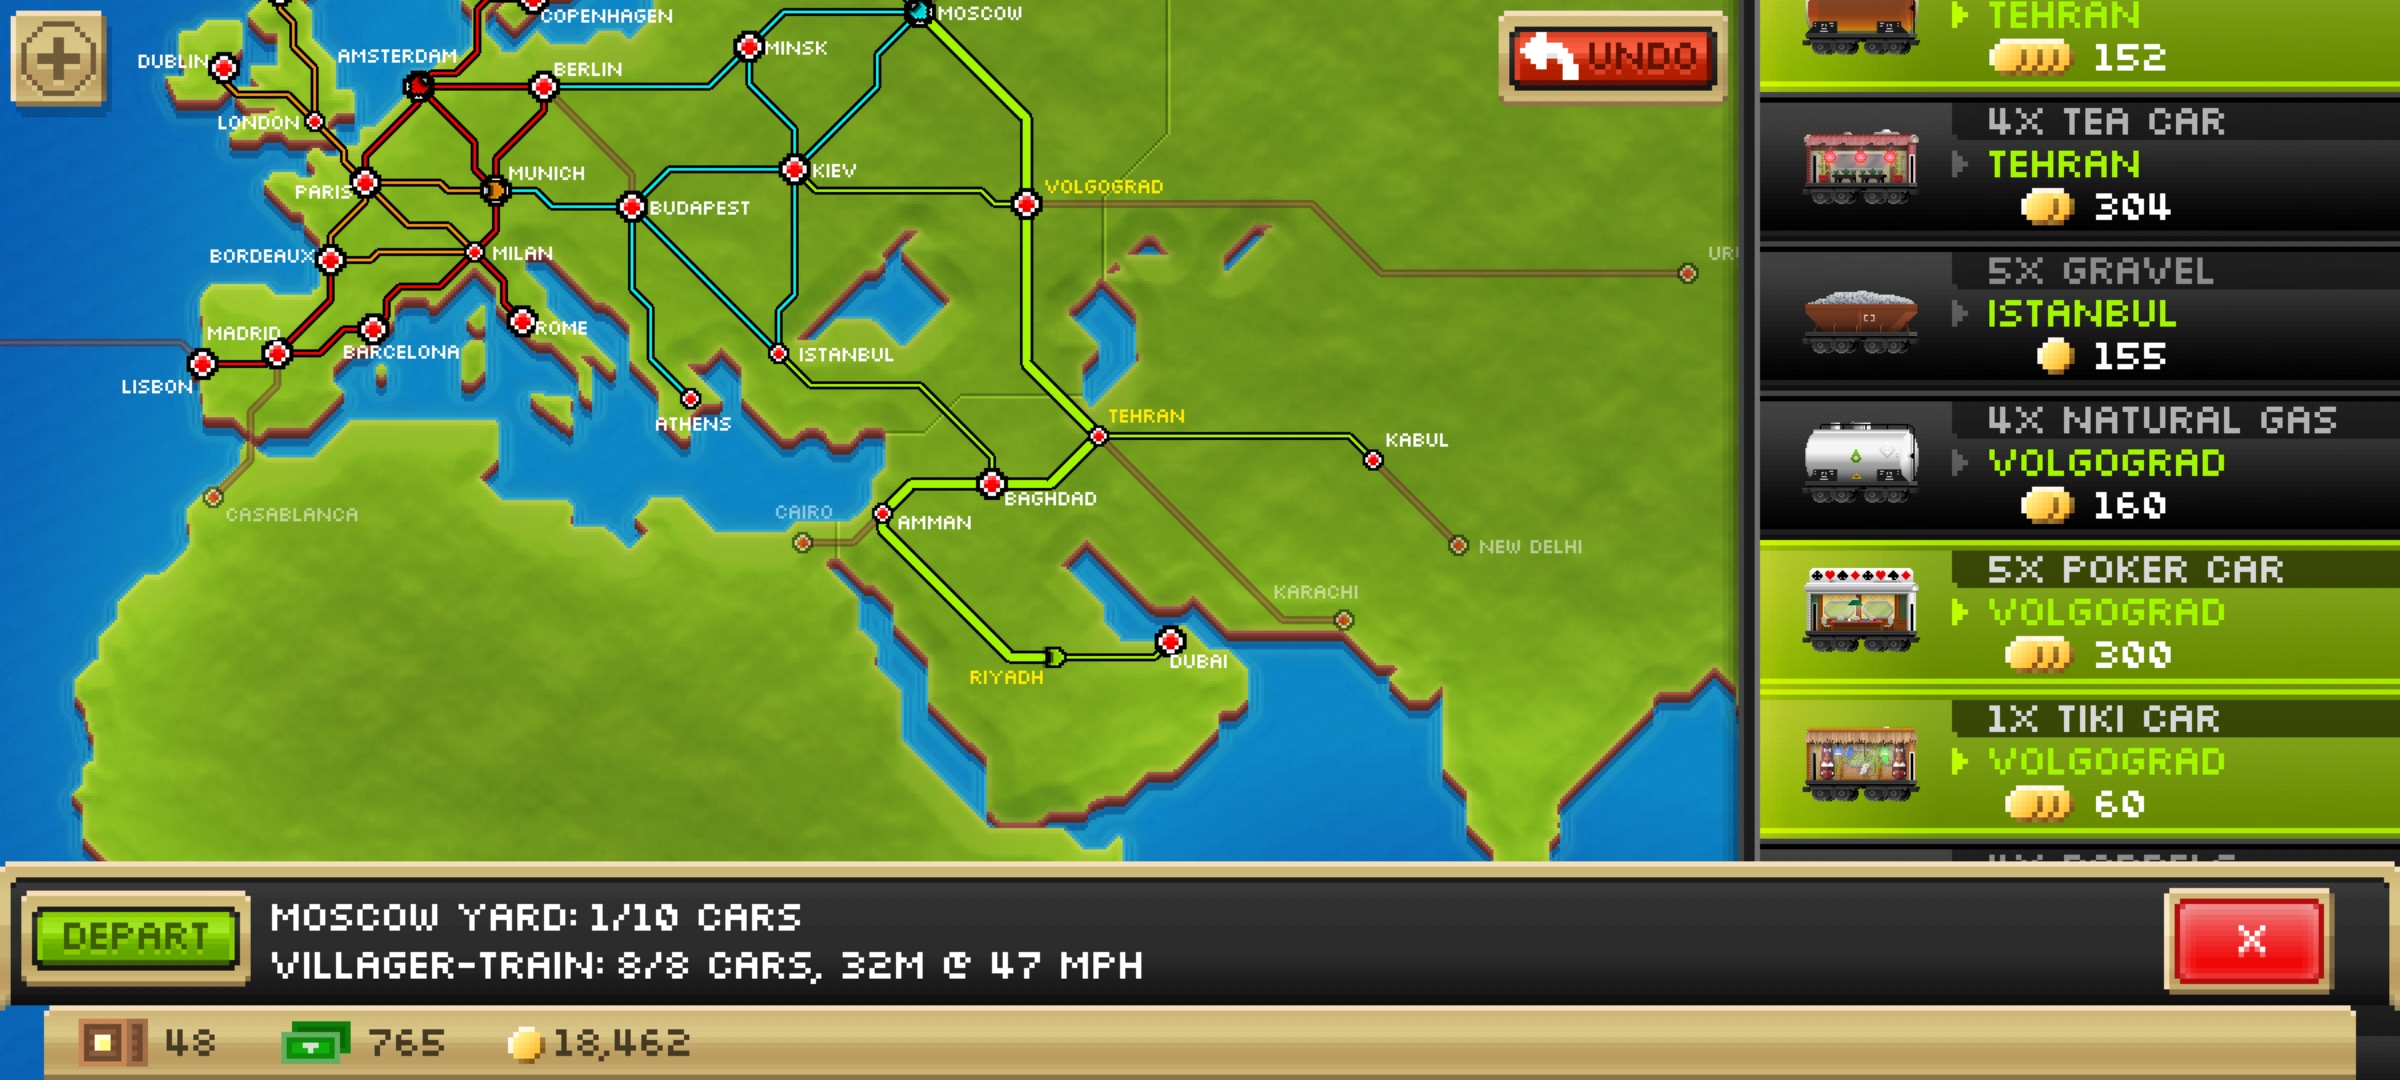 COPENHAGEN
MOSCOW
MINSK
AMSTERDAM
DUBLIN
BERLIN
LONDON
UNDO
MUNICH
KIEV
PARIS
VOLGOGRAD
BUDAPEST
BORDEAUX
MILAN
MADRID
ROME
BARCELONA
ISTANBUL
LISBON
TEHRAN
ATHENS
KABUL
BAGHDAD
CASABLANCA
CAIRO
AMMAN
NEW DELHI
KARACHI
RIYADH
DUBAI
TEHRAN
152
4X TEA CAR
TEHRAN
304
5X GRAVEL
ISTANBUL
155
4X NATURAL GAS
VOLGOGRAD
160
5X POKER CAR
VOLGOGRAD
300
1X TIKI CAR
VOLGOGRAD
60
DEPART
MOSCOW YARD: 1/10 CARS
VILLAGER-TRAIN: 8/8 CARS, 32M @ 47 MPH
X
48
765
18,462